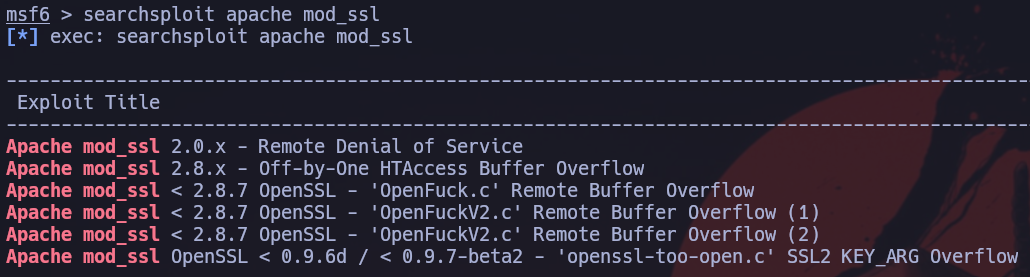 msf6 > searchsploit apache mod_ssl
[*] exec: searchsploit apache mod_ssl
--------------------------------------------------------------------------------------------
Exploit Title
--------------------------------------------------------------------------------------------
Apache mod_ssl 2.0.x - Remote Denial of Service
Apache mod_ssl 2.8.x - Off-by-One HTAccess Buffer Overflow
Apache mod_ssl < 2.8.7 OpenSSL - 'OpenFuck.c' Remote Buffer Overflow
Apache mod_ssl < 2.8.7 OpenSSL - 'OpenFuckV2.c' Remote Buffer Overflow (1)
Apache mod_ssl < 2.8.7 OpenSSL - 'OpenFuckV2.c' Remote Buffer Overflow (2)
Apache mod_ssl OpenSSL < 0.9.6d / < 0.9.7-beta2 - 'openssl-too-open.c' SSL2 KEY_ARG Overflow